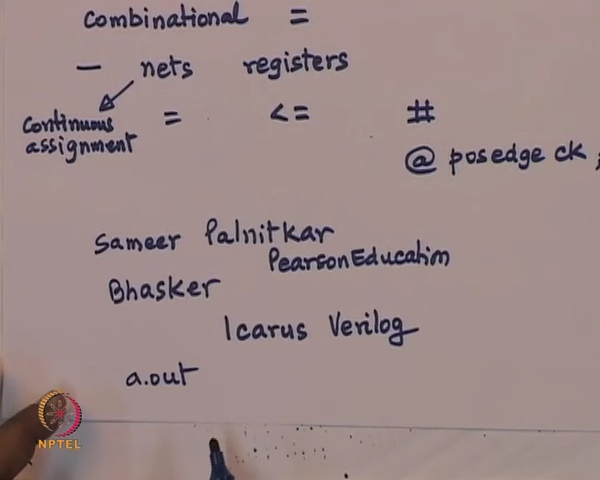 combinational =
— nets registers
continuous assignment = <= #
@ posedge ck ;
Sameer Palnitkar
Pearson Education
Bhasker
Icarus Verilog
a.out
NPTEL